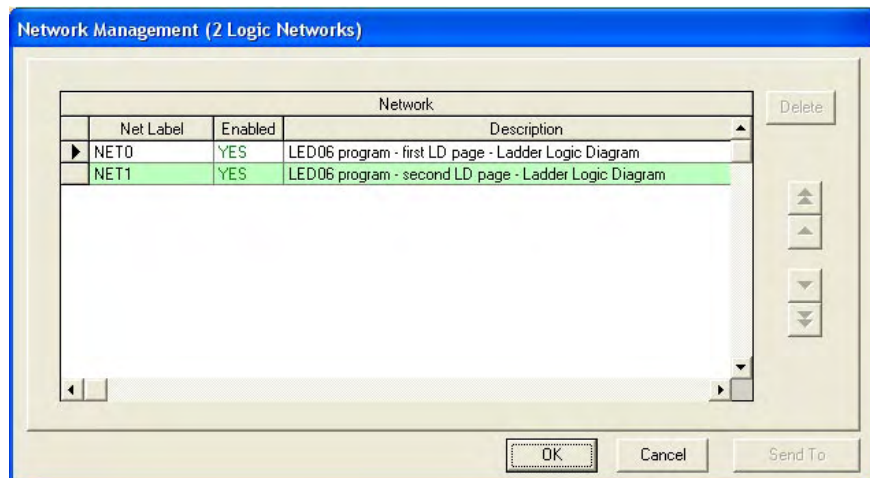 Network Management (2 Logic Networks)
Network
Delete
Net Label Enabled Description
NET0 YES LED06 program - first LD page - Ladder Logic Diagram
NET1 YES LED06 program - second LD page - Ladder Logic Diagram
OK Cancel Send To